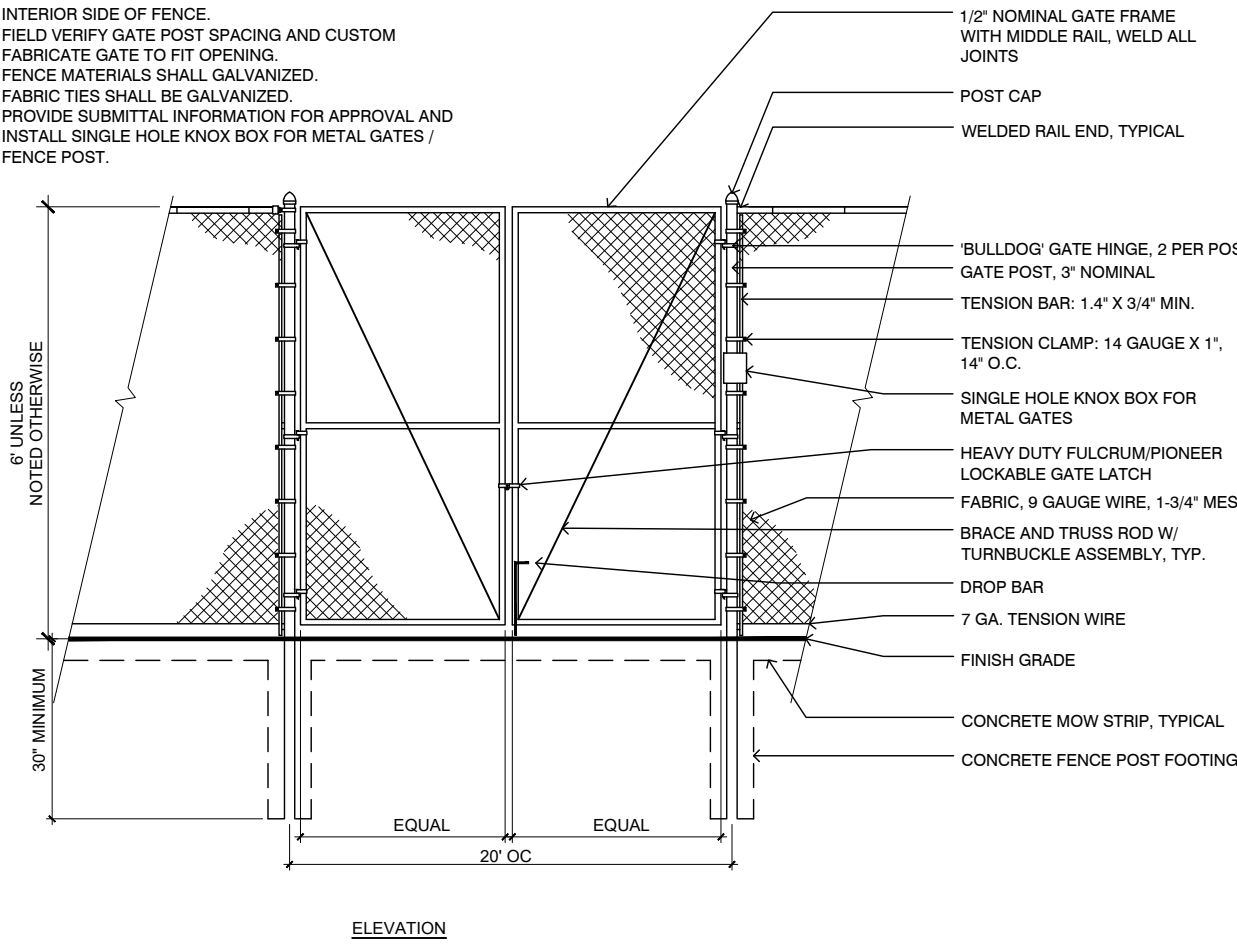 INTERIOR SIDE OF FENCE.
FIELD VERIFY GATE POST SPACING AND CUSTOM
FABRICATE GATE TO FIT OPENING.
FENCE MATERIALS SHALL GALVANIZED.
FABRIC TIES SHALL BE GALVANIZED.
PROVIDE SUBMITTAL INFORMATION FOR APPROVAL AND
INSTALL SINGLE HOLE KNOX BOX FOR METAL GATES /
FENCE POST.
1/2" NOMINAL GATE FRAME
WITH MIDDLE RAIL, WELD ALL
JOINTS
POST CAP
WELDED RAIL END, TYPICAL
'BULLDOG' GATE HINGE, 2 PER POS
GATE POST, 3" NOMINAL
TENSION BAR: 1.4" X 3/4" MIN.
TENSION CLAMP: 14 GAUGE X 1",
14" O.C.
SINGLE HOLE KNOX BOX FOR
METAL GATES
HEAVY DUTY FULCRUM/PIONEER
LOCKABLE GATE LATCH
FABRIC, 9 GAUGE WIRE, 1-3/4" MES
BRACE AND TRUSS ROD W/
TURNBUCKLE ASSEMBLY, TYP.
DROP BAR
7 GA. TENSION WIRE
FINISH GRADE
CONCRETE MOW STRIP, TYPICAL
CONCRETE FENCE POST FOOTING
6' UNLESS
NOTED OTHERWISE
30" MINIMUM
EQUAL
EQUAL
20' OC
ELEVATION